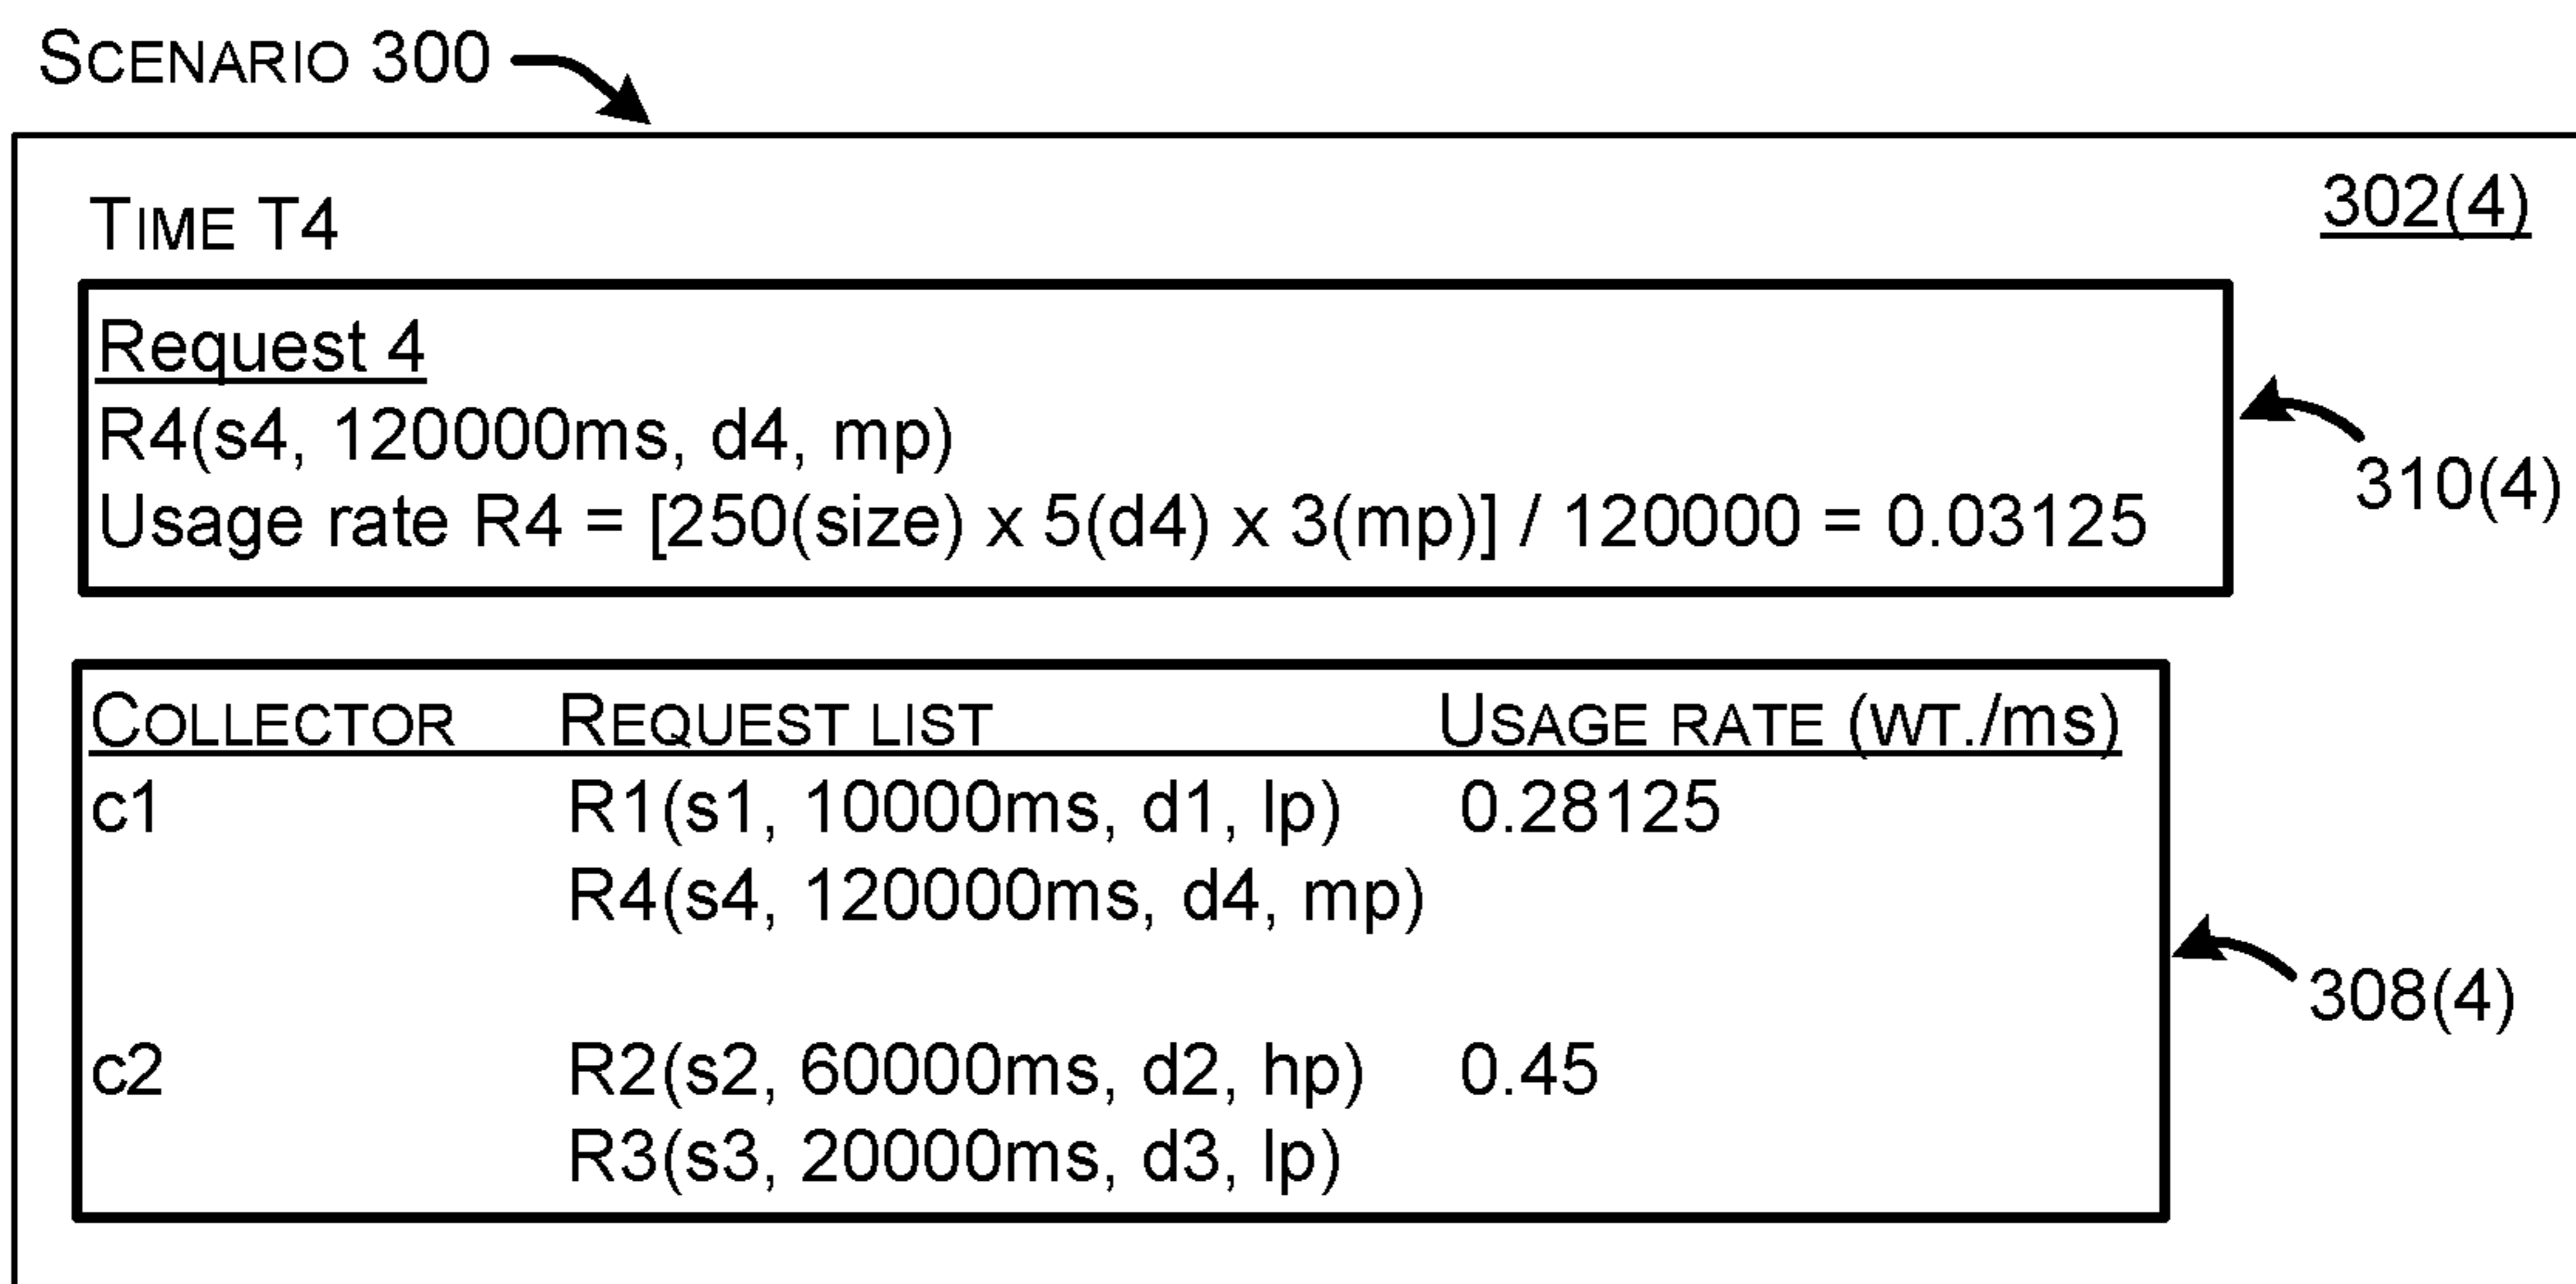 SCENARIO 300
TIME T4
302(4)
Request 4
R4(s4, 120000ms, d4, mp)
Usage rate R4 = [250(size) x 5(d4) x 3(mp)] / 120000 = 0.03125
310(4)
COLLECTOR REQUEST LIST USAGE RATE (WT./ms)
c1 R1(s1, 10000ms, d1, lp) 0.28125
R4(s4, 120000ms, d4, mp)
308(4)
c2 R2(s2, 60000ms, d2, hp) 0.45
R3(s3, 20000ms, d3, lp)